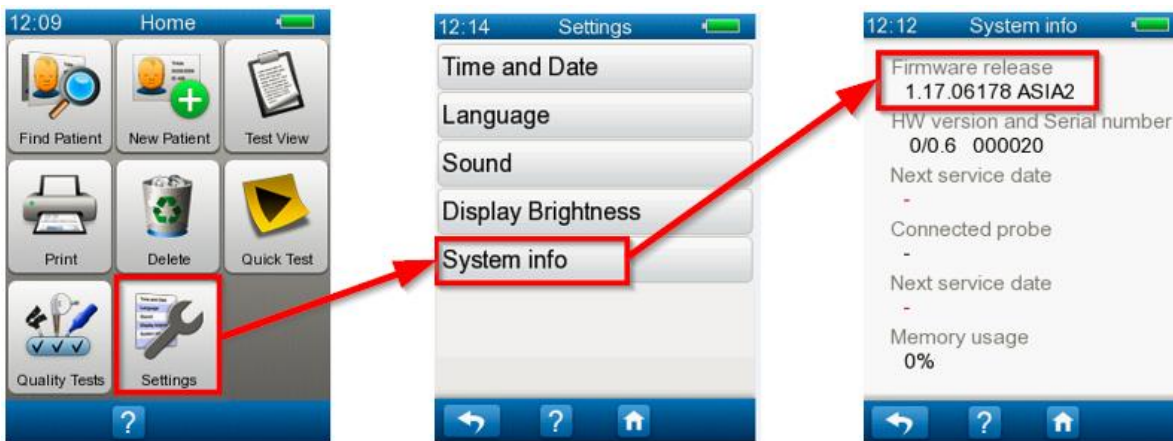 12:09 Home
Find Patient New Patient Test View
Print Delete Quick Test
Quality Tests Settings
?
12:14 Settings
Time and Date
Language
Sound
Display Brightness
System info
?
12:12 System info
Firmware release
1.17.06178 ASIA2
HW version and Serial number
0/0.6 000020
Next service date
-
Connected probe
-
Next service date
-
Memory usage
0%
?